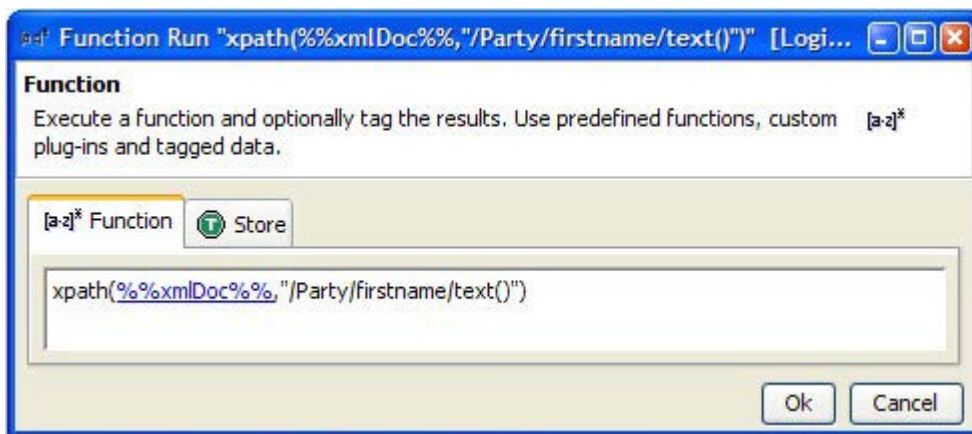 Function Run "xpath(%%xmlDoc%%,"/Party/firstname/text()")" [Logi...
Function
Execute a function and optionally tag the results. Use predefined functions, custom
[a-z]*
plug-ins and tagged data.
[a-z]* Function
T Store
xpath(%%xmlDoc%%,"/Party/firstname/text()")
Ok
Cancel